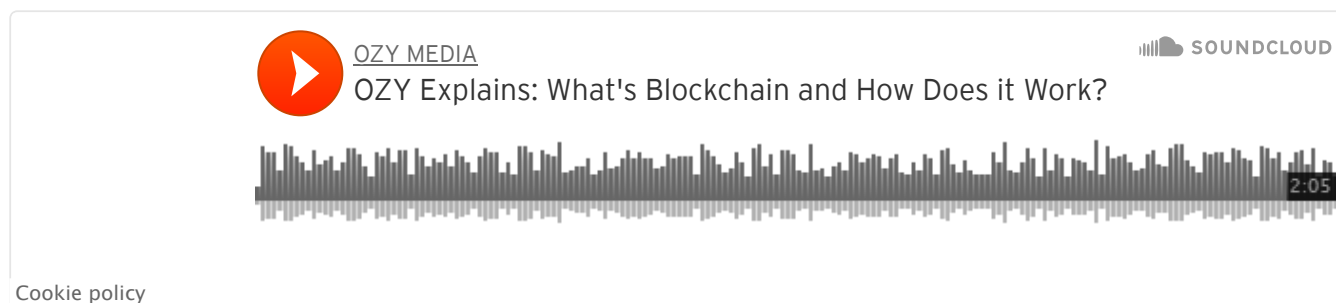 OZY MEDIA
SOUNDCLOUD
OZY Explains: What's Blockchain and How Does it Work?
2:05
Cookie policy